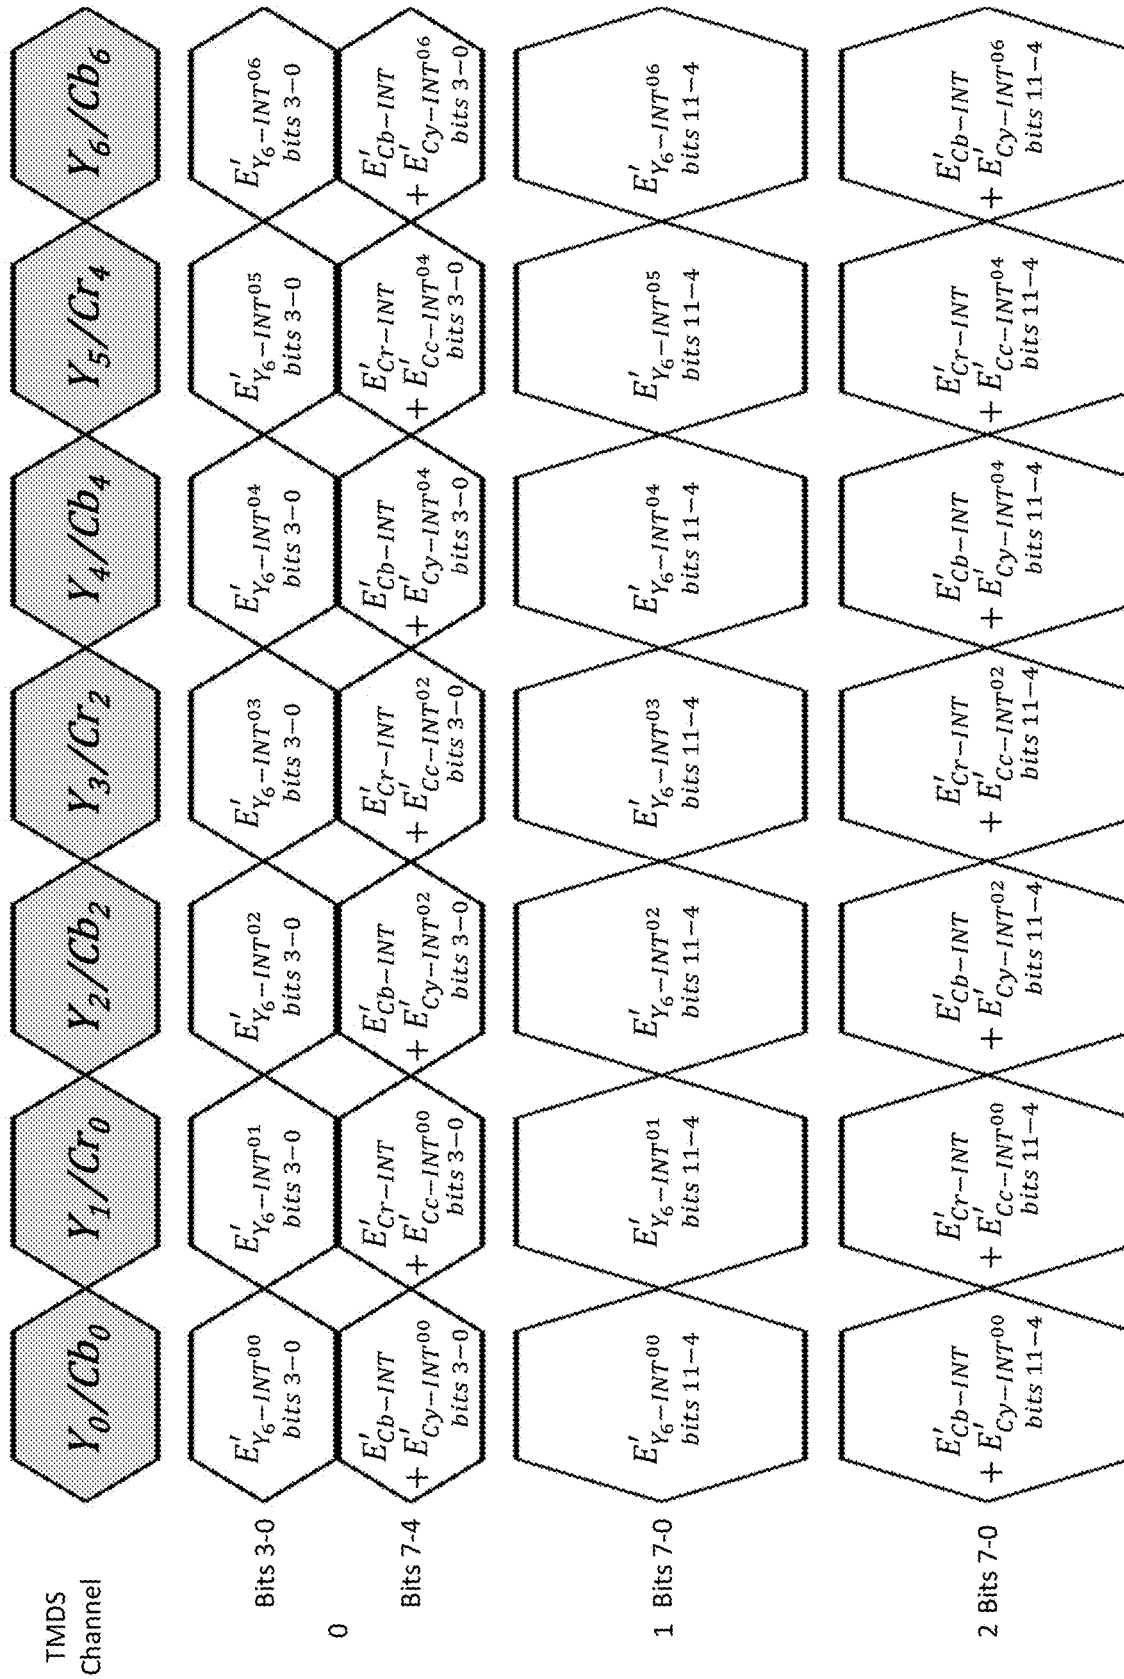 TMDS
Channel
Y₀/Cb₀
Y₁/Cr₀
Y₂/Cb₂
Y₃/Cr₂
Y₄/Cb₄
Y₅/Cr₄
Y₆/Cb₆
0
Bits 3-0
E′Y₆−INT⁰⁰
bits 3−0
E′Y₆−INT⁰¹
bits 3−0
E′Y₆−INT⁰²
bits 3−0
E′Y₆−INT⁰³
bits 3−0
E′Y₆−INT⁰⁴
bits 3−0
E′Y₆−INT⁰⁵
bits 3−0
E′Y₆−INT⁰⁶
bits 3−0
Bits 7-4
E′Cb−INT
+ E′Cy−INT⁰⁰
bits 3−0
E′Cr−INT
+ E′Cc−INT⁰⁰
bits 3−0
E′Cb−INT
+ E′Cy−INT⁰²
bits 3−0
E′Cr−INT
+ E′Cc−INT⁰²
bits 3−0
E′Cb−INT
+ E′Cy−INT⁰⁴
bits 3−0
E′Cr−INT
+ E′Cc−INT⁰⁴
bits 3−0
E′Cb−INT
+ E′Cy−INT⁰⁶
bits 3−0
1 Bits 7-0
E′Y₆−INT⁰⁰
bits 11−4
E′Y₆−INT⁰¹
bits 11−4
E′Y₆−INT⁰²
bits 11−4
E′Y₆−INT⁰³
bits 11−4
E′Y₆−INT⁰⁴
bits 11−4
E′Y₆−INT⁰⁵
bits 11−4
E′Y₆−INT⁰⁶
bits 11−4
2 Bits 7-0
E′Cb−INT
+ E′Cy−INT⁰⁰
bits 11−4
E′Cr−INT
+ E′Cc−INT⁰⁰
bits 11−4
E′Cb−INT
+ E′Cy−INT⁰²
bits 11−4
E′Cr−INT
+ E′Cc−INT⁰²
bits 11−4
E′Cb−INT
+ E′Cy−INT⁰⁴
bits 11−4
E′Cr−INT
+ E′Cc−INT⁰⁴
bits 11−4
E′Cb−INT
+ E′Cy−INT⁰⁶
bits 11−4